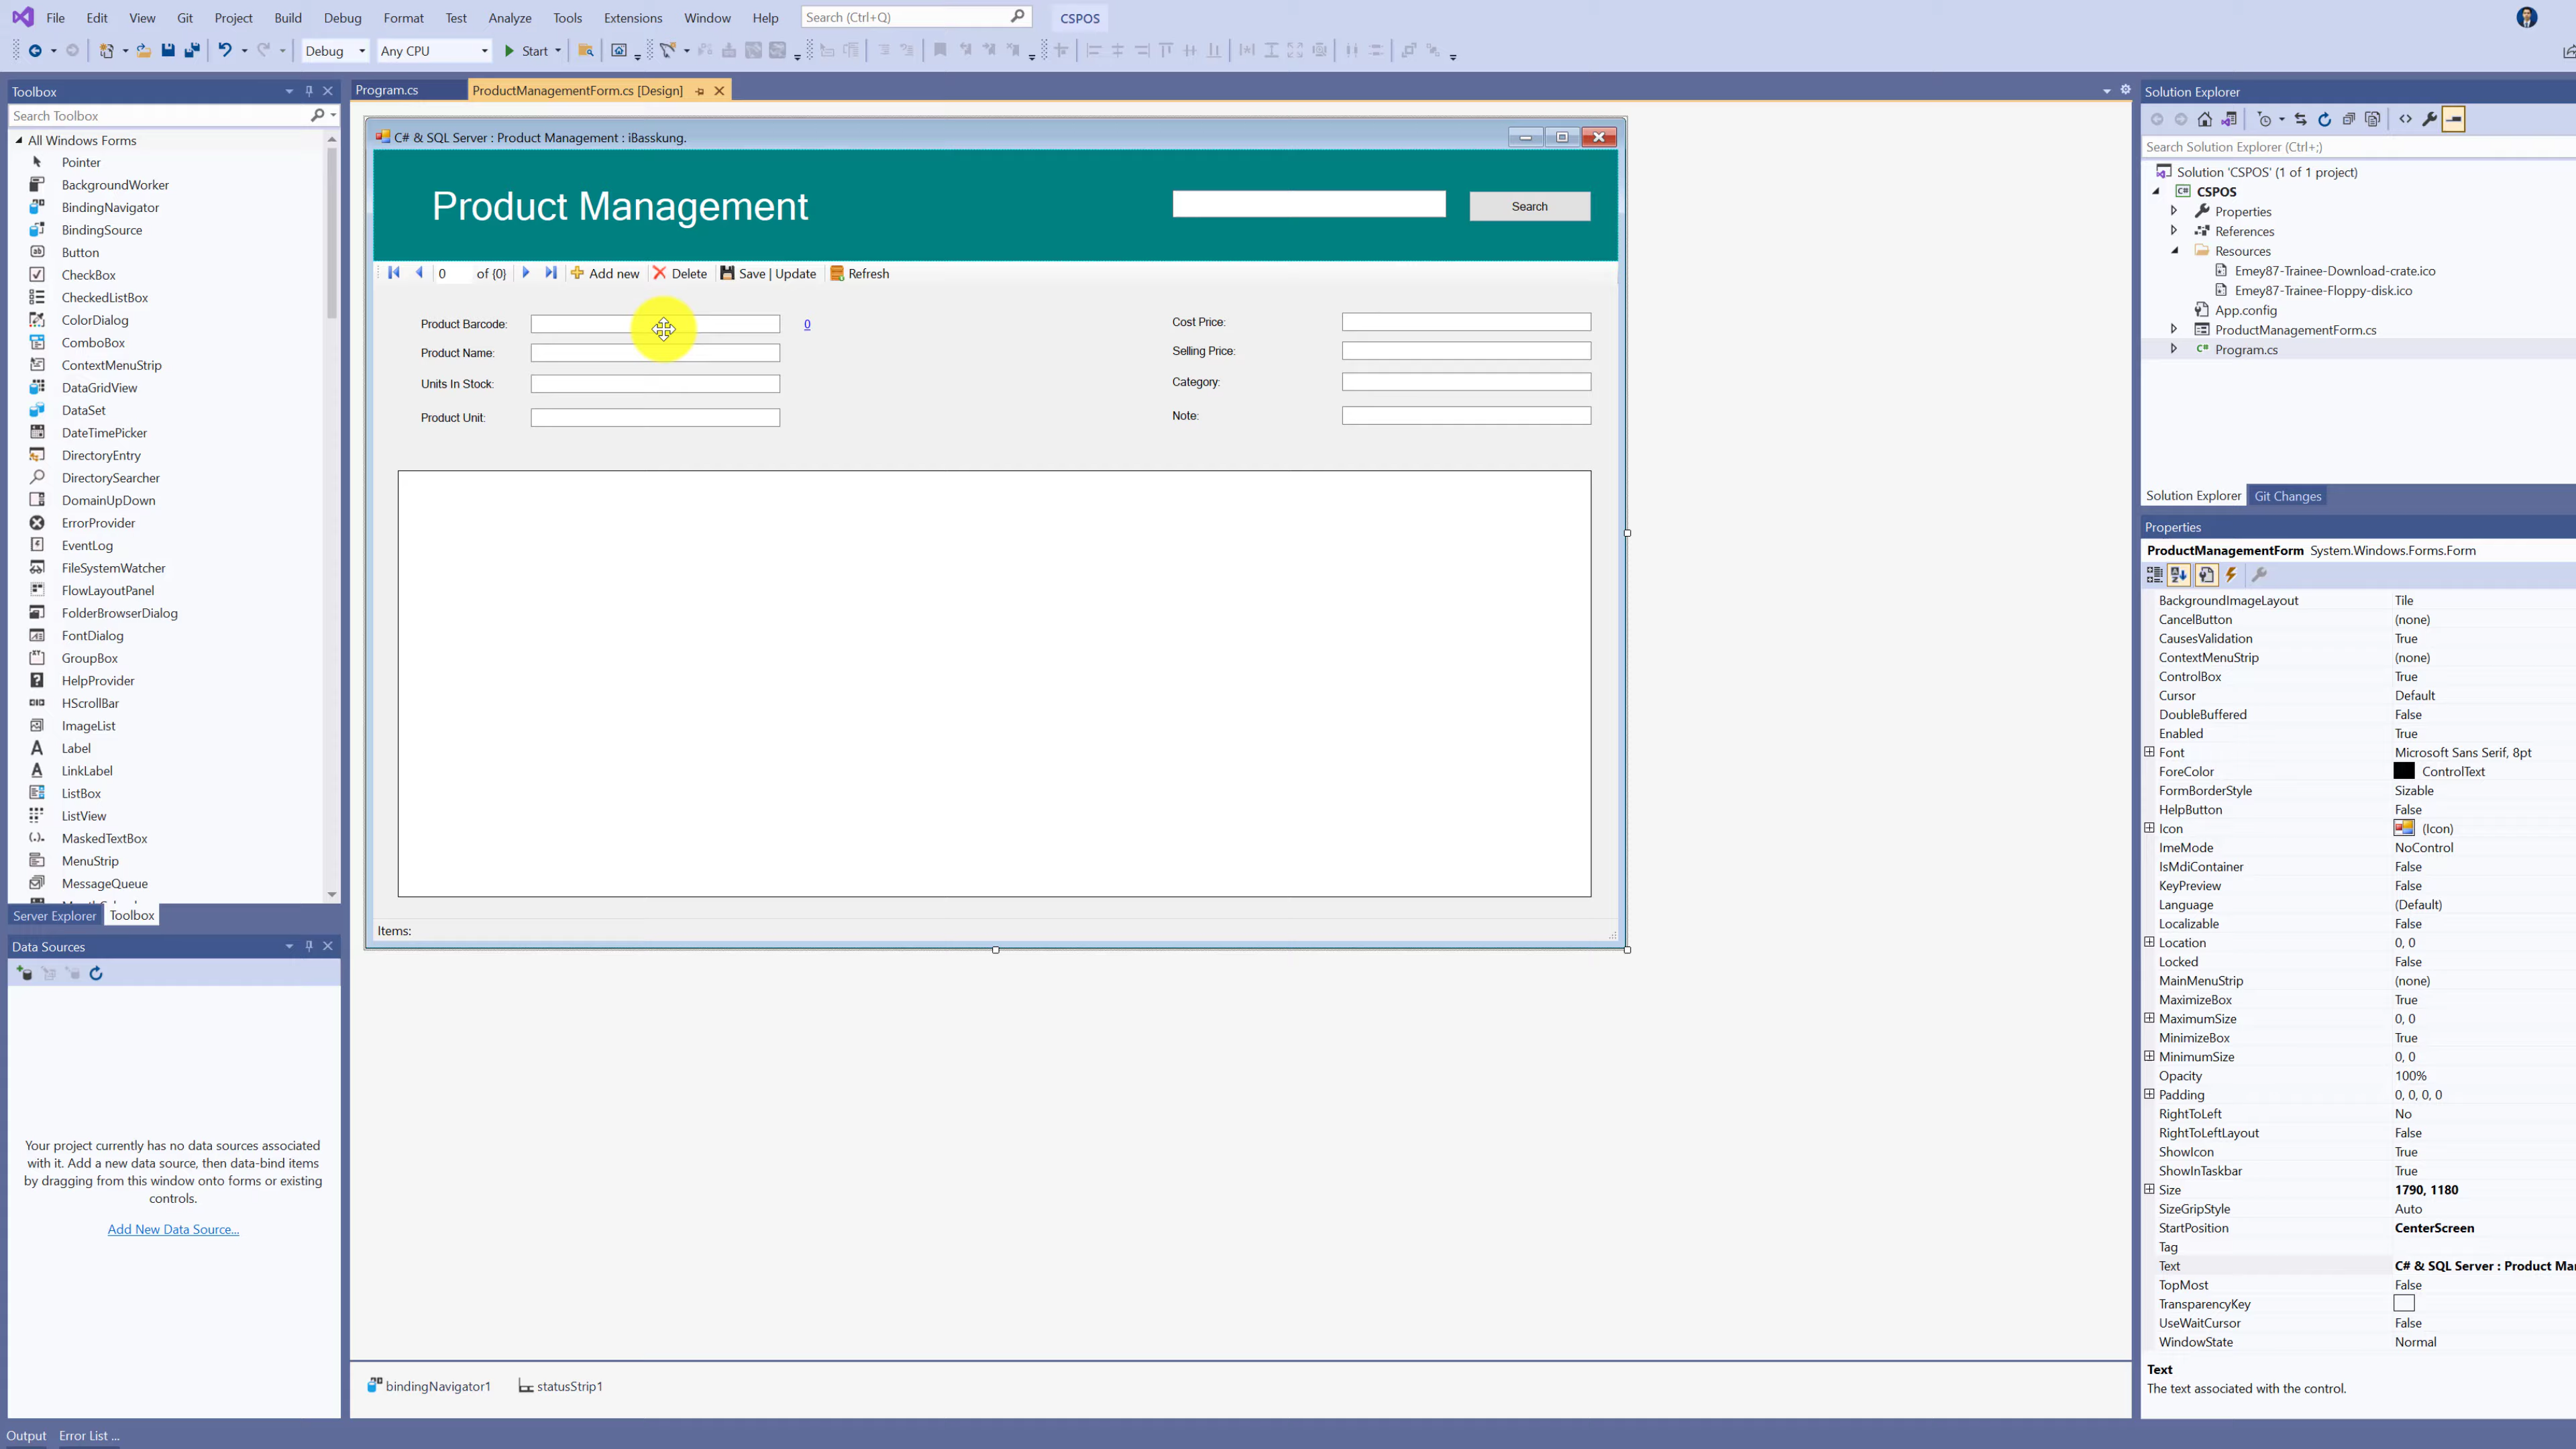 File Edit View Git Project Build Debug Format Test Analyze Tools Extensions Window Help Search (Ctrl+Q) CSPOS
Debug Any CPU Start
Toolbox
Search Toolbox
All Windows Forms
Pointer
BackgroundWorker
BindingNavigator
BindingSource
Button
CheckBox
CheckedListBox
ColorDialog
ComboBox
ContextMenuStrip
DataGridView
DataSet
DateTimePicker
DirectoryEntry
DirectorySearcher
DomainUpDown
ErrorProvider
EventLog
FileSystemWatcher
FlowLayoutPanel
FolderBrowserDialog
FontDialog
GroupBox
HelpProvider
HScrollBar
ImageList
Label
LinkLabel
ListBox
ListView
MaskedTextBox
MenuStrip
MessageQueue
Server Explorer Toolbox
Data Sources
Your project currently has no data sources associated
with it. Add a new data source, then data-bind items
by dragging from this window onto forms or existing
controls.
Add New Data Source...
Output Error List ...
Program.cs ProductManagementForm.cs [Design]
C# & SQL Server : Product Management : iBasskung.
Product Management
Search
0 of {0} Add new Delete Save | Update Refresh
Product Barcode: 0 Cost Price:
Product Name: Selling Price:
Units In Stock: Category:
Product Unit: Note:
Items:
bindingNavigator1 statusStrip1
Solution Explorer
Search Solution Explorer (Ctrl+;)
Solution 'CSPOS' (1 of 1 project)
CSPOS
Properties
References
Resources
Emey87-Trainee-Download-crate.ico
Emey87-Trainee-Floppy-disk.ico
App.config
ProductManagementForm.cs
C# Program.cs
Solution Explorer Git Changes
Properties
ProductManagementForm System.Windows.Forms.Form
BackgroundImageLayout Tile
CancelButton (none)
CausesValidation True
ContextMenuStrip (none)
ControlBox True
Cursor Default
DoubleBuffered False
Enabled True
Font Microsoft Sans Serif, 8pt
ForeColor ControlText
FormBorderStyle Sizable
HelpButton False
Icon (Icon)
ImeMode NoControl
IsMdiContainer False
KeyPreview False
Language (Default)
Localizable False
Location 0, 0
Locked False
MainMenuStrip (none)
MaximizeBox True
MaximumSize 0, 0
MinimizeBox True
MinimumSize 0, 0
Opacity 100%
Padding 0, 0, 0, 0
RightToLeft No
RightToLeftLayout False
ShowIcon True
ShowInTaskbar True
Size 1790, 1180
SizeGripStyle Auto
StartPosition CenterScreen
Tag
Text C# & SQL Server : Product Ma
TopMost False
TransparencyKey
UseWaitCursor False
WindowState Normal
Text
The text associated with the control.